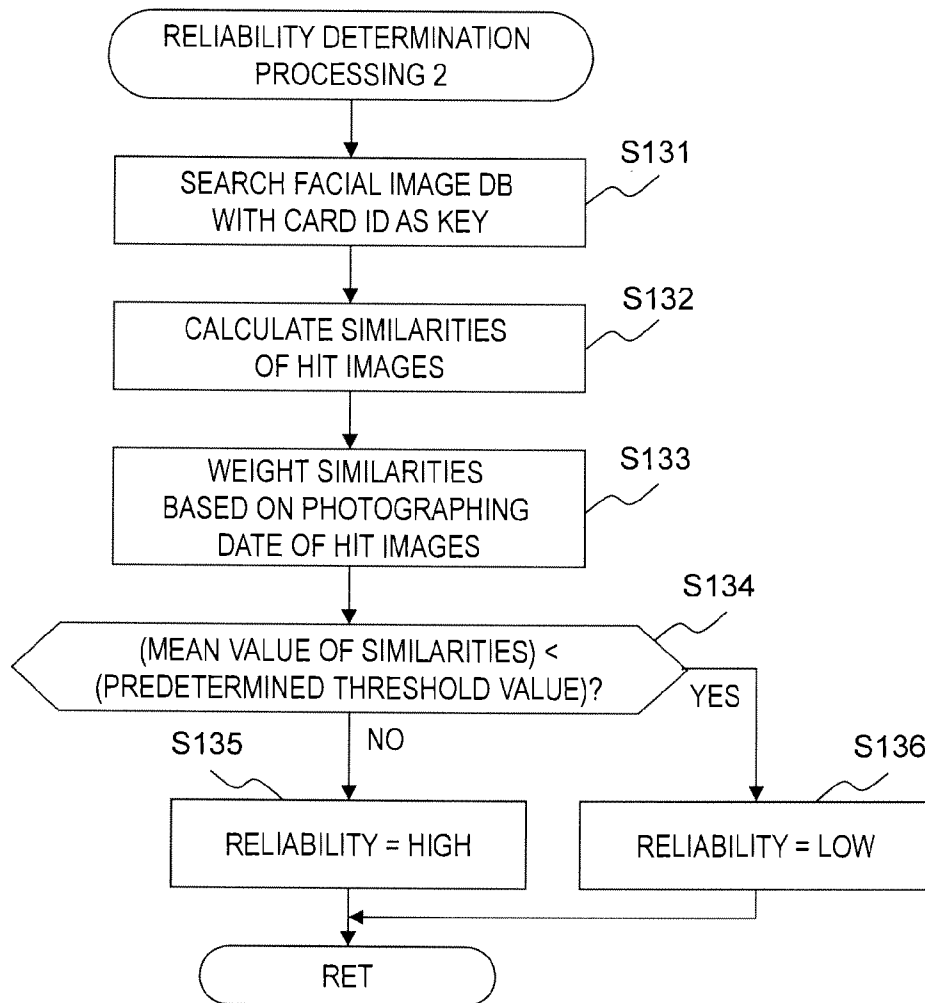 RELIABILITY DETERMINATION
PROCESSING 2
S131
SEARCH FACIAL IMAGE DB
WITH CARD ID AS KEY
S132
CALCULATE SIMILARITIES
OF HIT IMAGES
S133
WEIGHT SIMILARITIES
BASED ON PHOTOGRAPHING
DATE OF HIT IMAGES
S134
(MEAN VALUE OF SIMILARITIES) <
(PREDETERMINED THRESHOLD VALUE)?
YES
NO
S135
S136
RELIABILITY = HIGH
RELIABILITY = LOW
RET